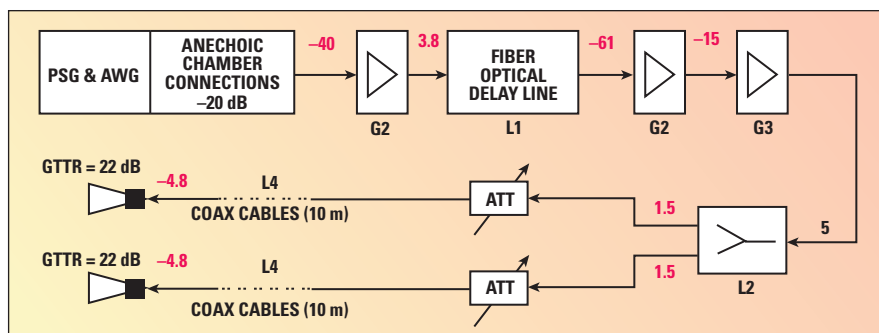 PSG & AWG
ANECHOIC
CHAMBER
CONNECTIONS
–20 dB
–40
G2
3.8
FIBER
OPTICAL
DELAY LINE
L1
–61
G2
–15
G3
GTTR = 22 dB
–4.8
L4
COAX CABLES (10 m)
ATT
1.5
5
L2
GTTR = 22 dB
–4.8
L4
COAX CABLES (10 m)
ATT
1.5